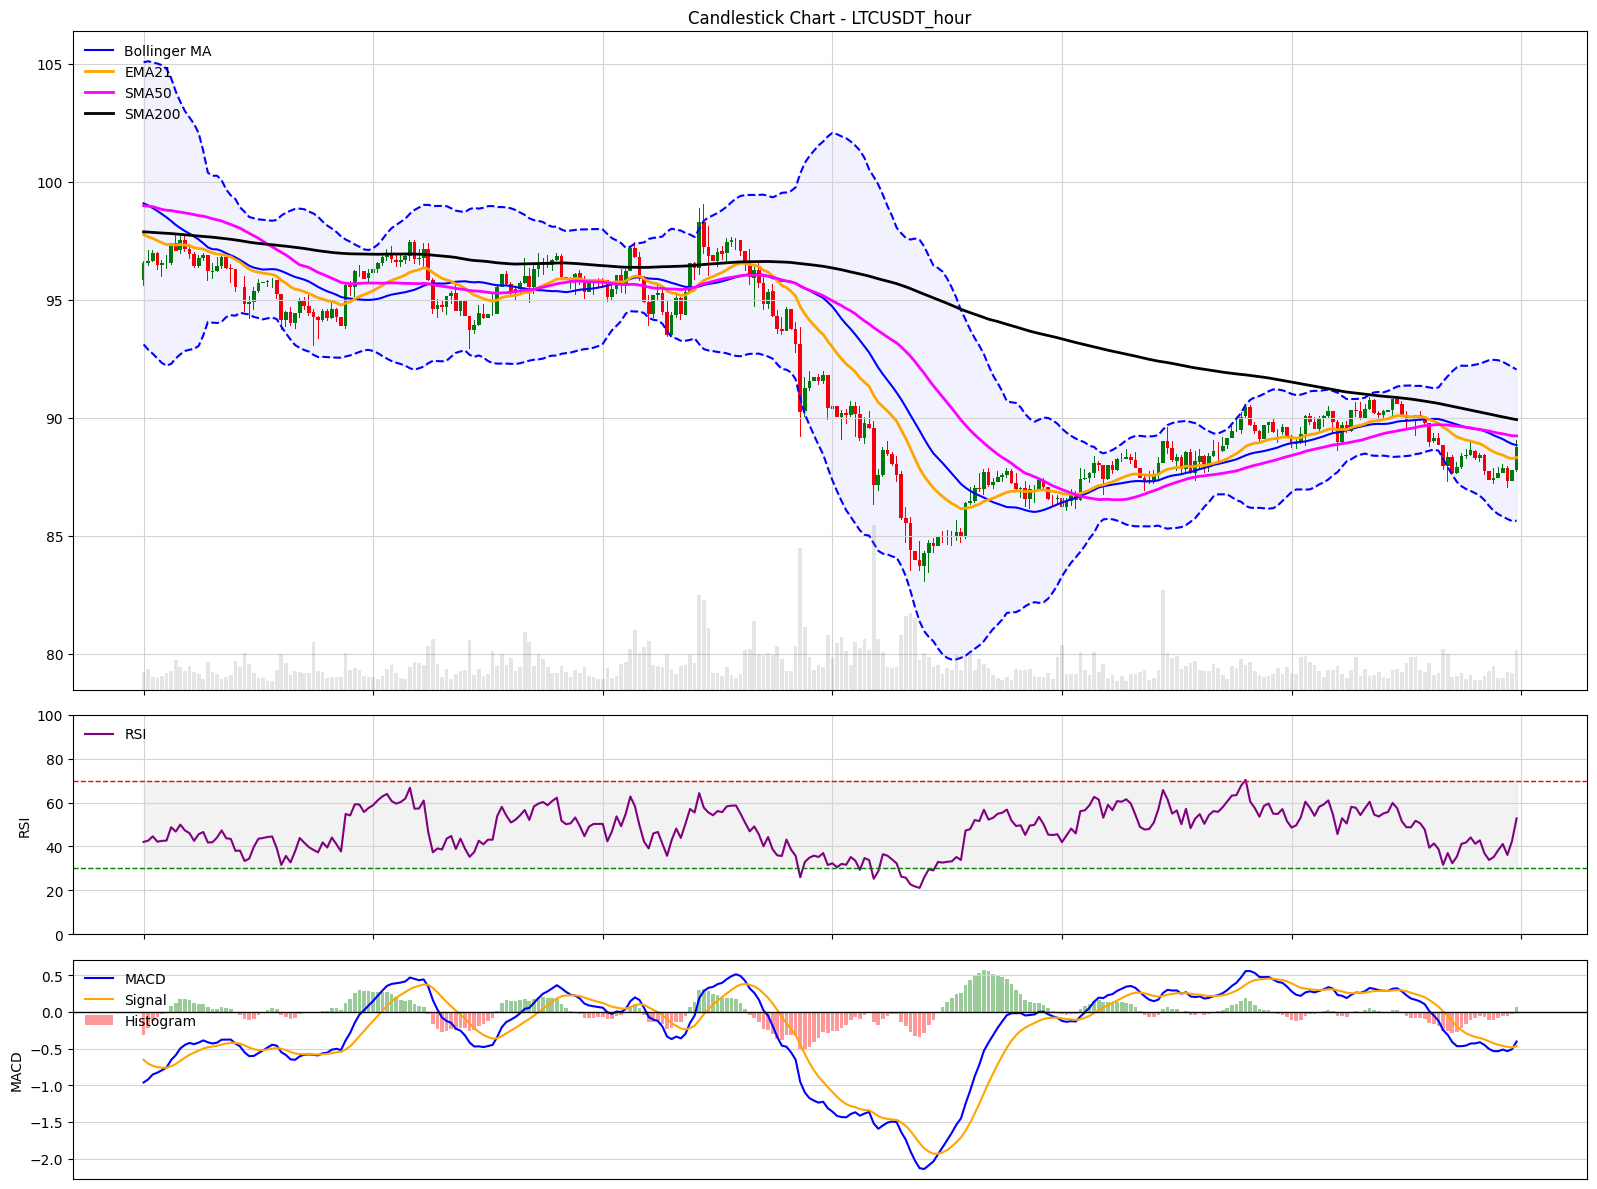 Candlestick Chart - LTCUSDT_hour
Bollinger MA
EMA21
SMA50
SMA200
105
100
95
90
85
80
RSI
RSI
100
80
60
40
20
0
MACD
Signal
Histogram
MACD
0.5
0.0
−0.5
−1.0
−1.5
−2.0